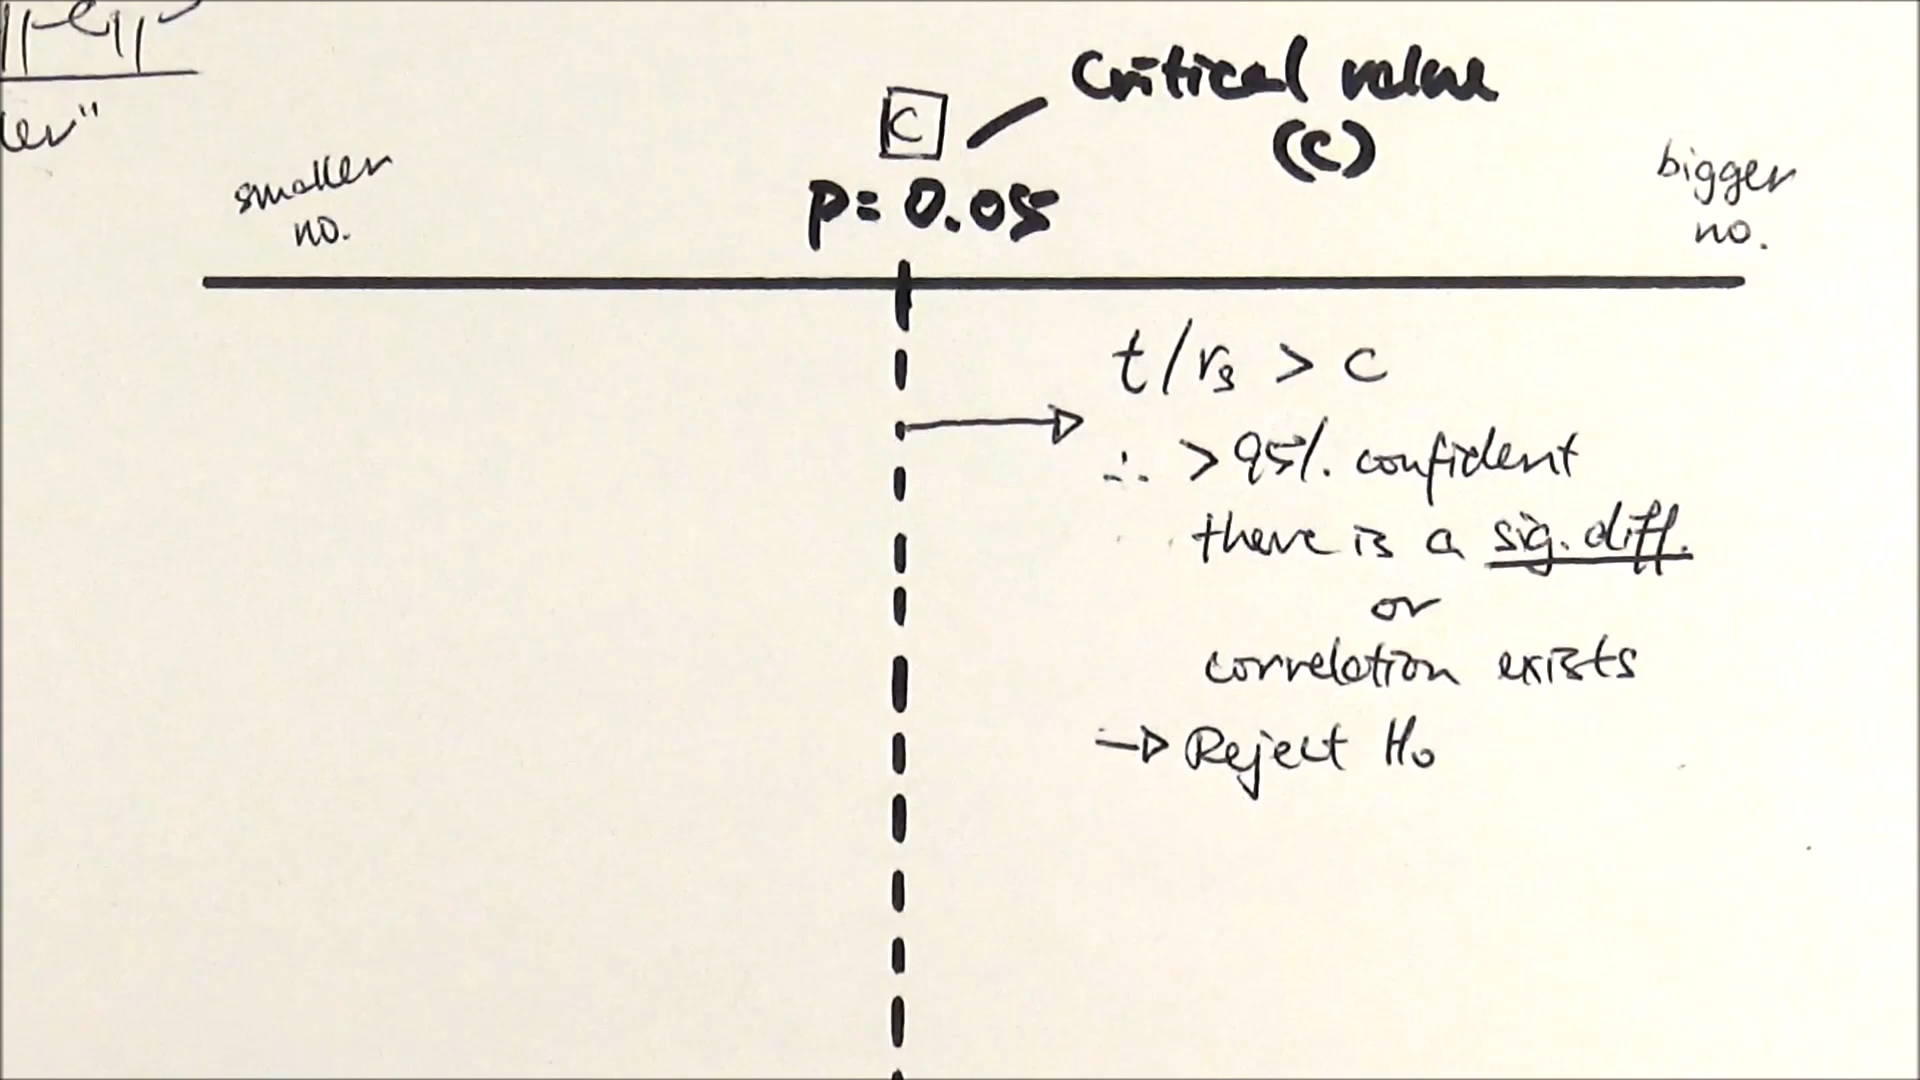 Critical value
(c)
C
p= 0.05
smaller
no.
bigger
no.
t/rs > c
∴ >95%. confident
there is a sig. diff.
or
correlation exists
→ Reject Ho